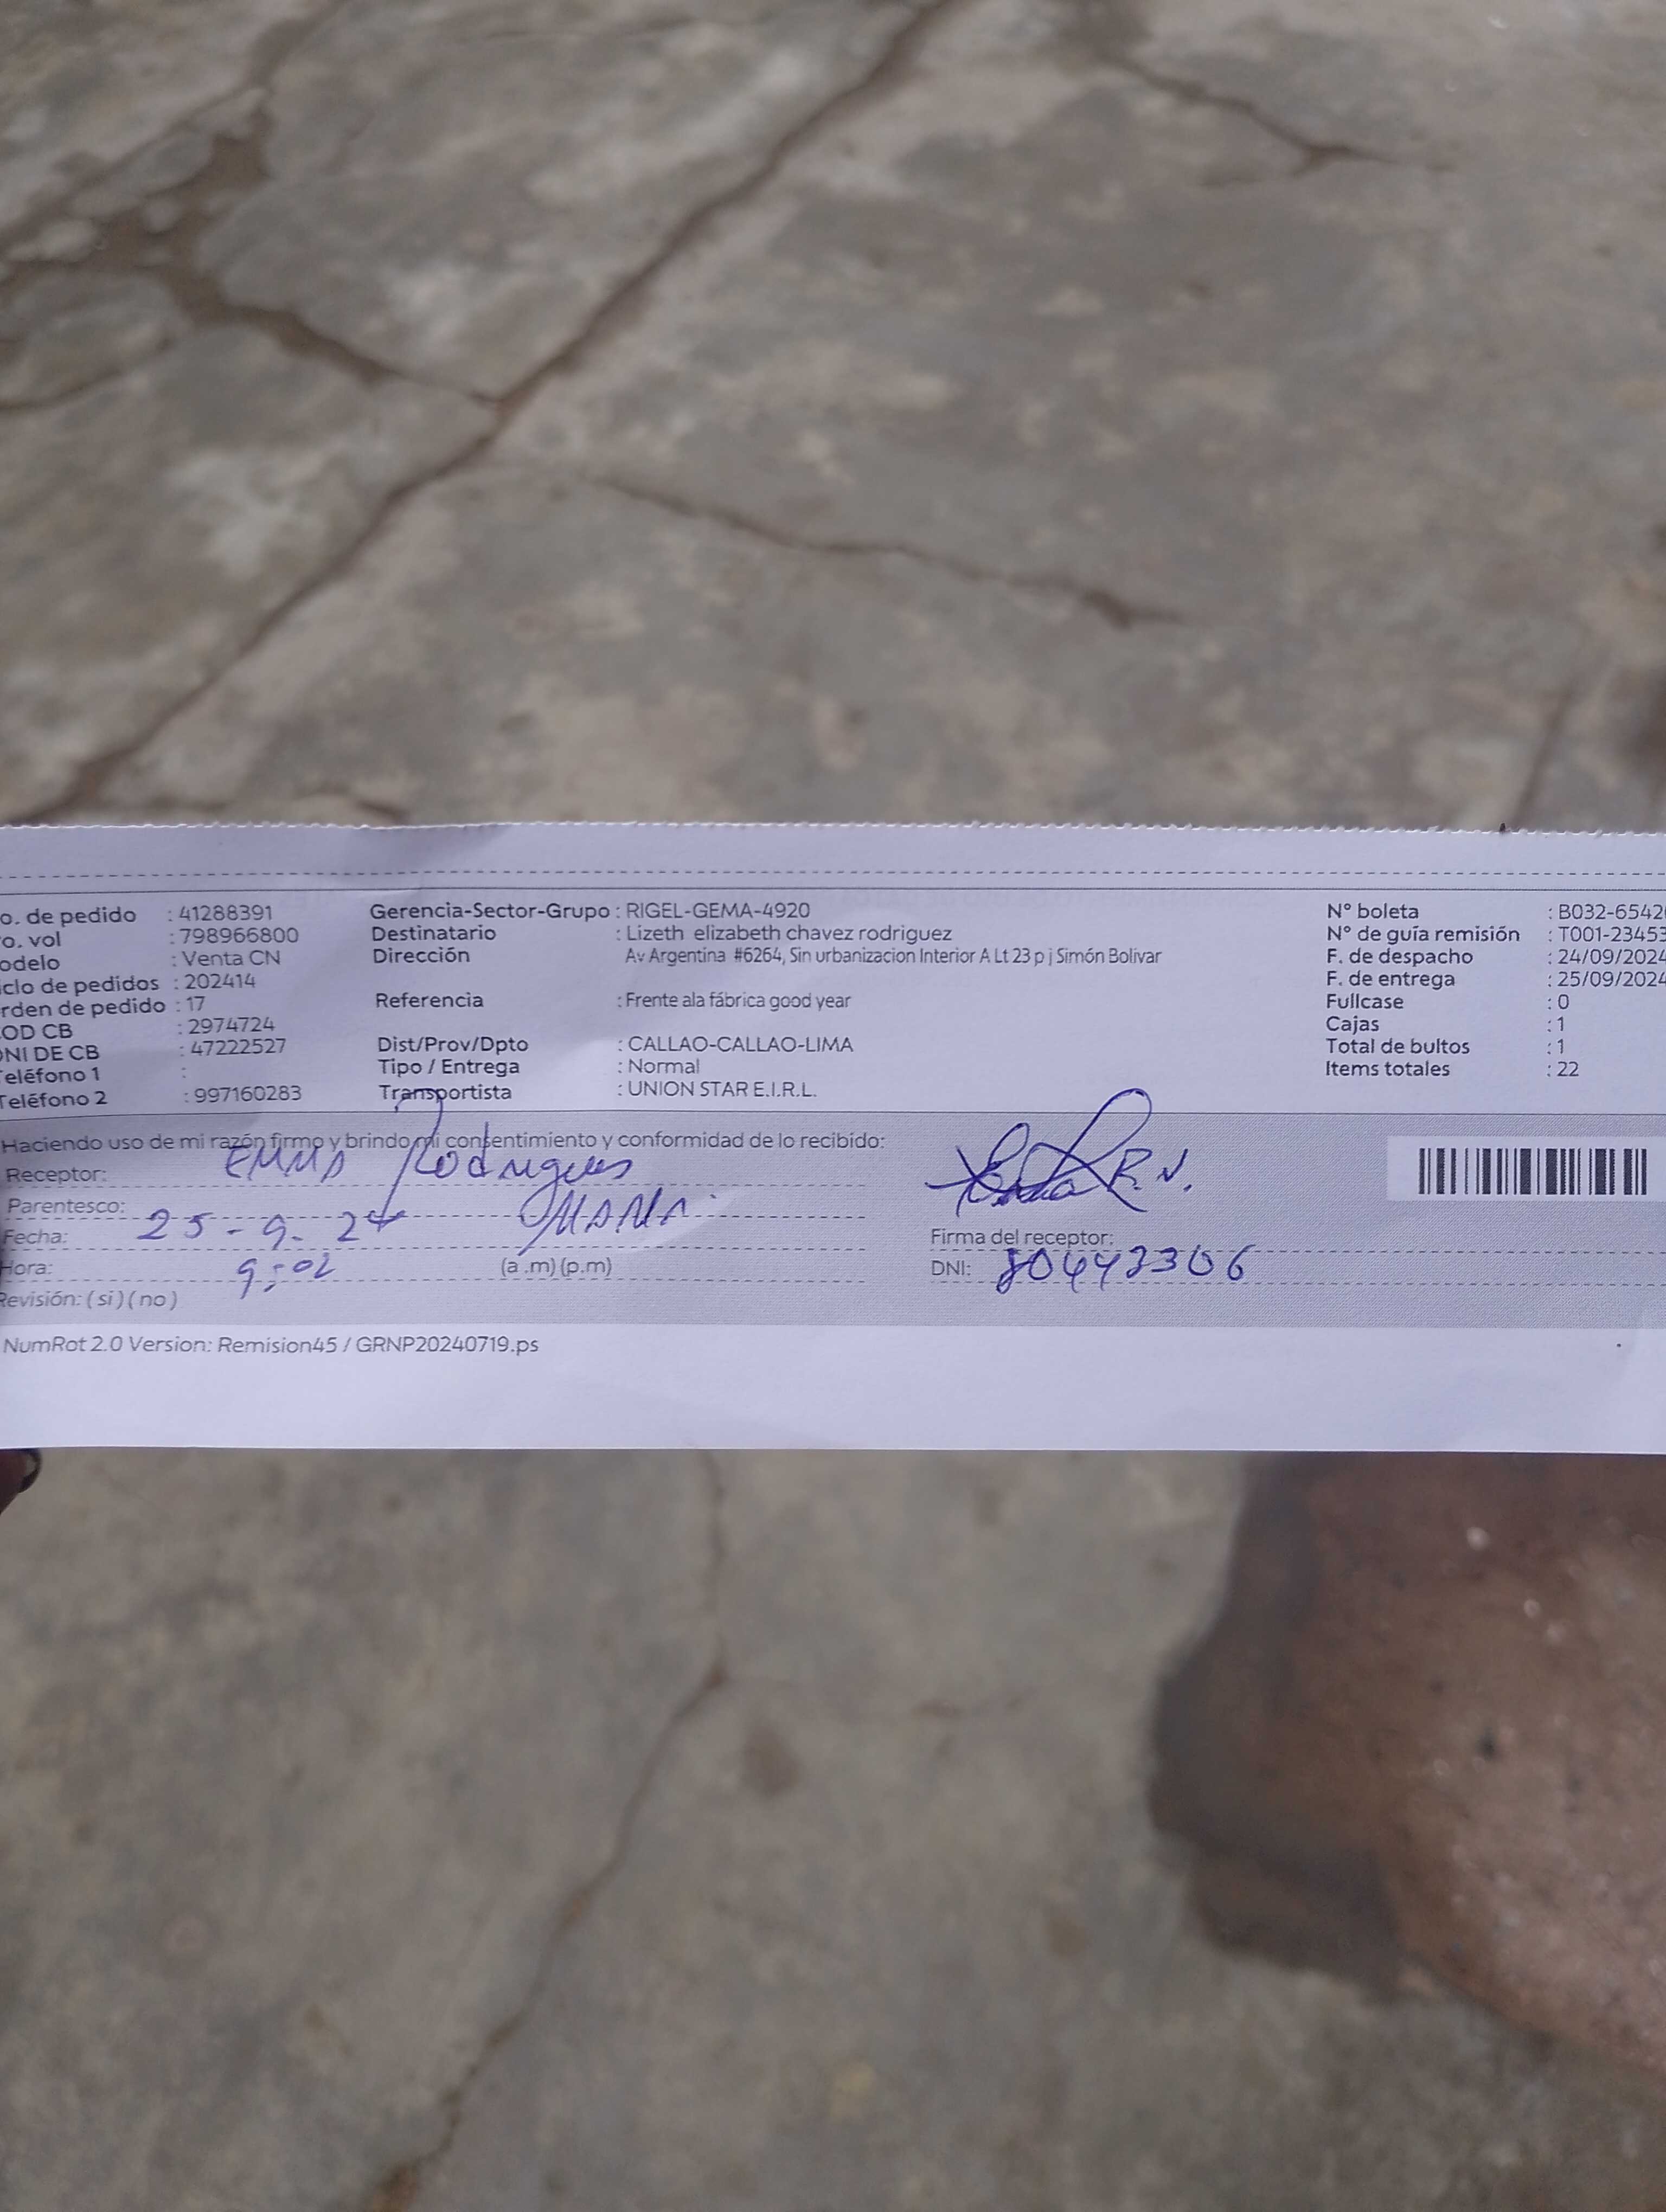 o. de pedido : 41288391 Gerencia-Sector-Grupo : RIGEL-GEMA-4920 N° boleta : B032-6542
ro. vol : 798966800 Destinatario : Lizeth elizabeth chavez rodriguez N° de guía remisión : T001-23453
odelo : Venta CN Dirección Av Argentina #6264, Sin urbanizacion Interior A Lt 23 p j Simón Bolivar F. de despacho : 24/09/2024
iclo de pedidos : 202414 F. de entrega : 25/09/2024
rden de pedido : 17 Referencia : Frente ala fábrica good year Fullcase : 0
OD CB : 2974724 Cajas : 1
NI DE CB : 47222527 Dist/Prov/Dpto : CALLAO-CALLAO-LIMA Total de bultos : 1
eléfono 1 : Tipo / Entrega : Normal Items totales : 22
Teléfono 2 : 997160283 Transportista : UNION STAR E.I.R.L.
Haciendo uso de mi razón firmo y brindo mi consentimiento y conformidad de lo recibido:
Receptor: EMMA Rodrigues
Parentesco: MAMA
Fecha: 25-9-24 Firma del receptor: R.N.
Hora: 9:02 (a.m) (p.m) DNI: 80443306
Revisión: ( si ) ( no )
NumRot 2.0 Version: Remision45 / GRNP20240719.ps